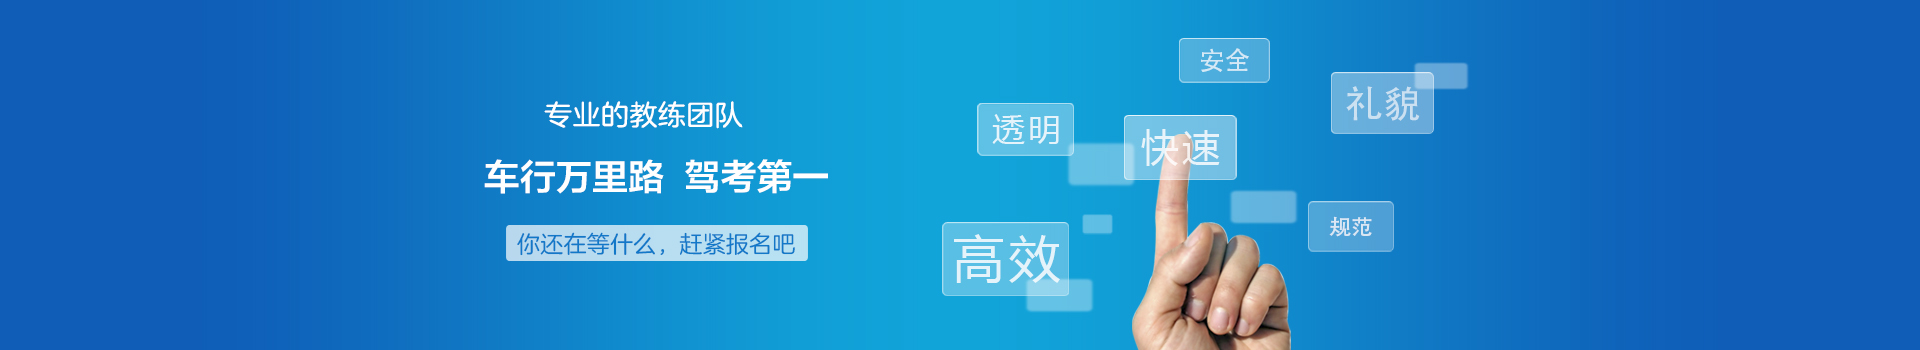 专业的教练团队
车行万里路 驾考第一
你还在等什么，赶紧报名吧
安全
礼貌
透明
快速
规范
高效